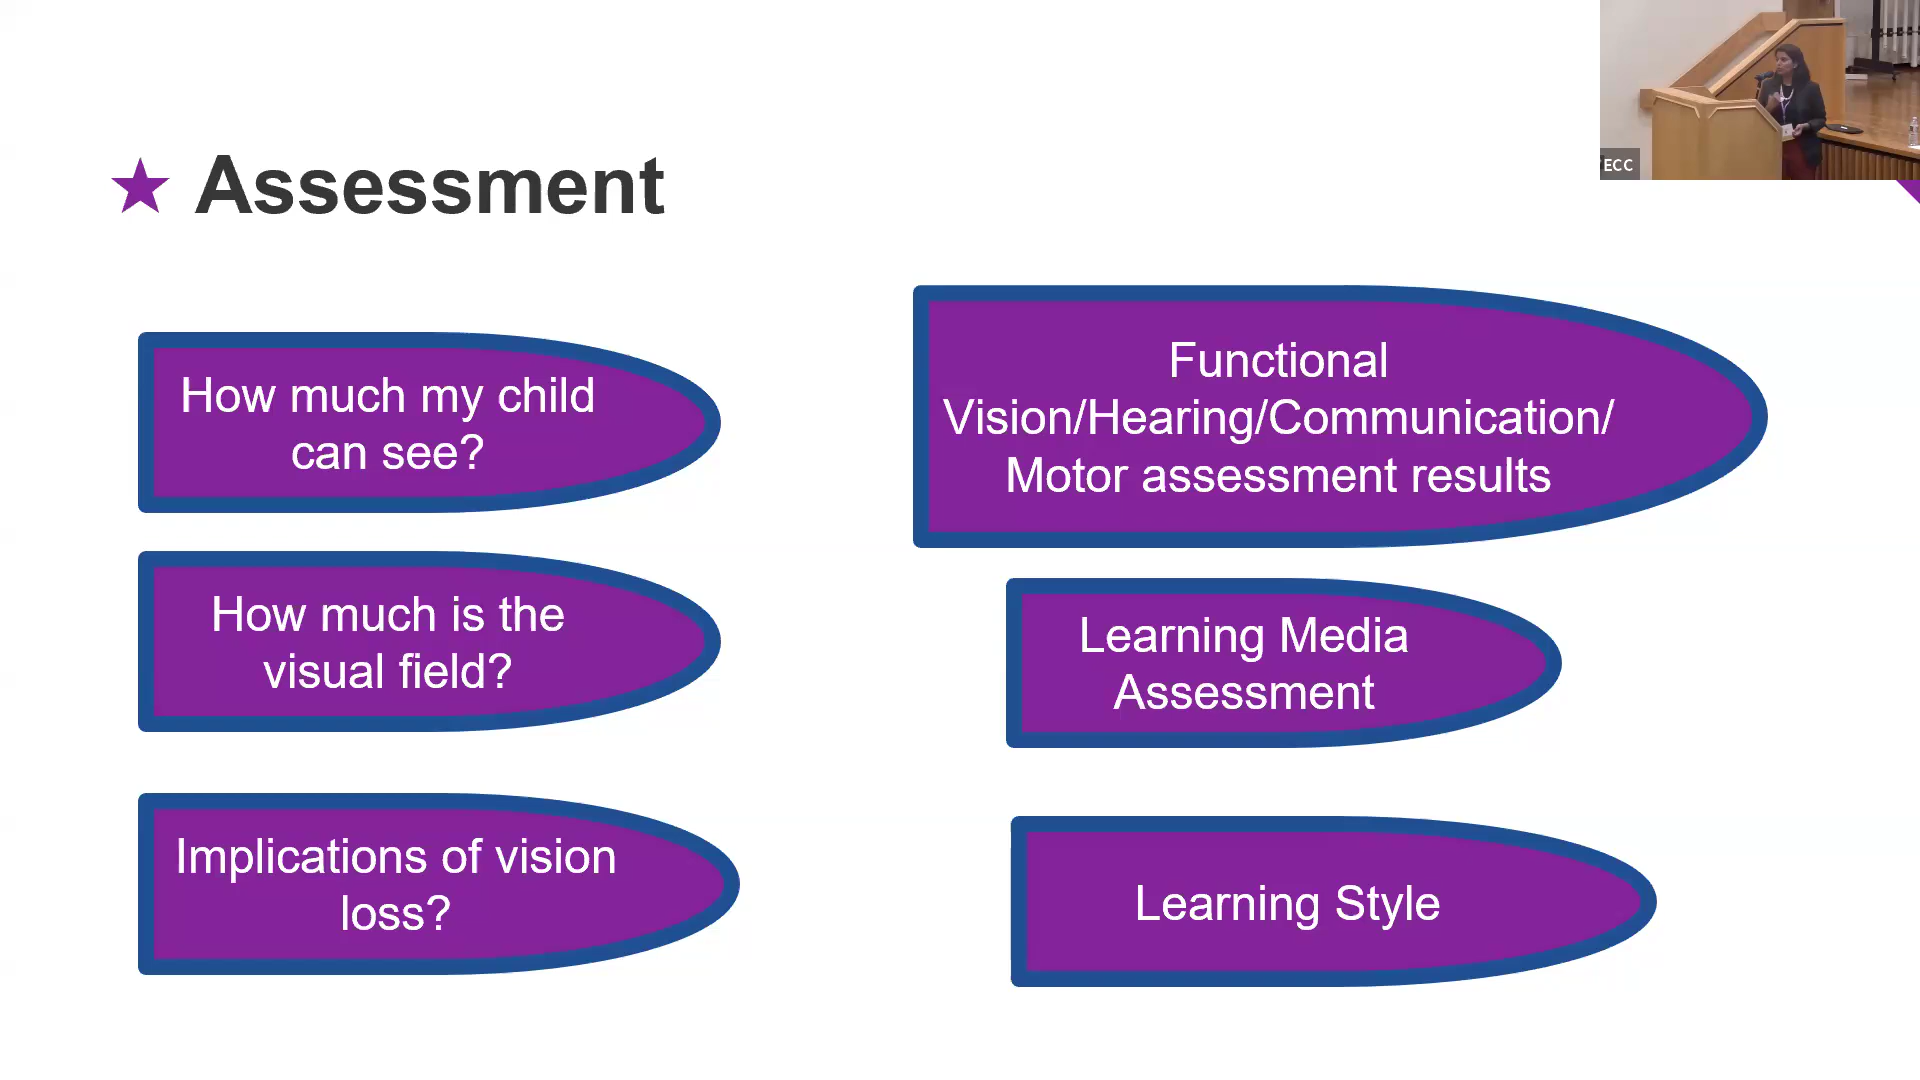 Assessment
How much my child
can see?
How much is the
visual field?
Implications of vision
loss?
Functional
Vision/Hearing/Communication/
Motor assessment results
Learning Media
Assessment
Learning Style
ECC